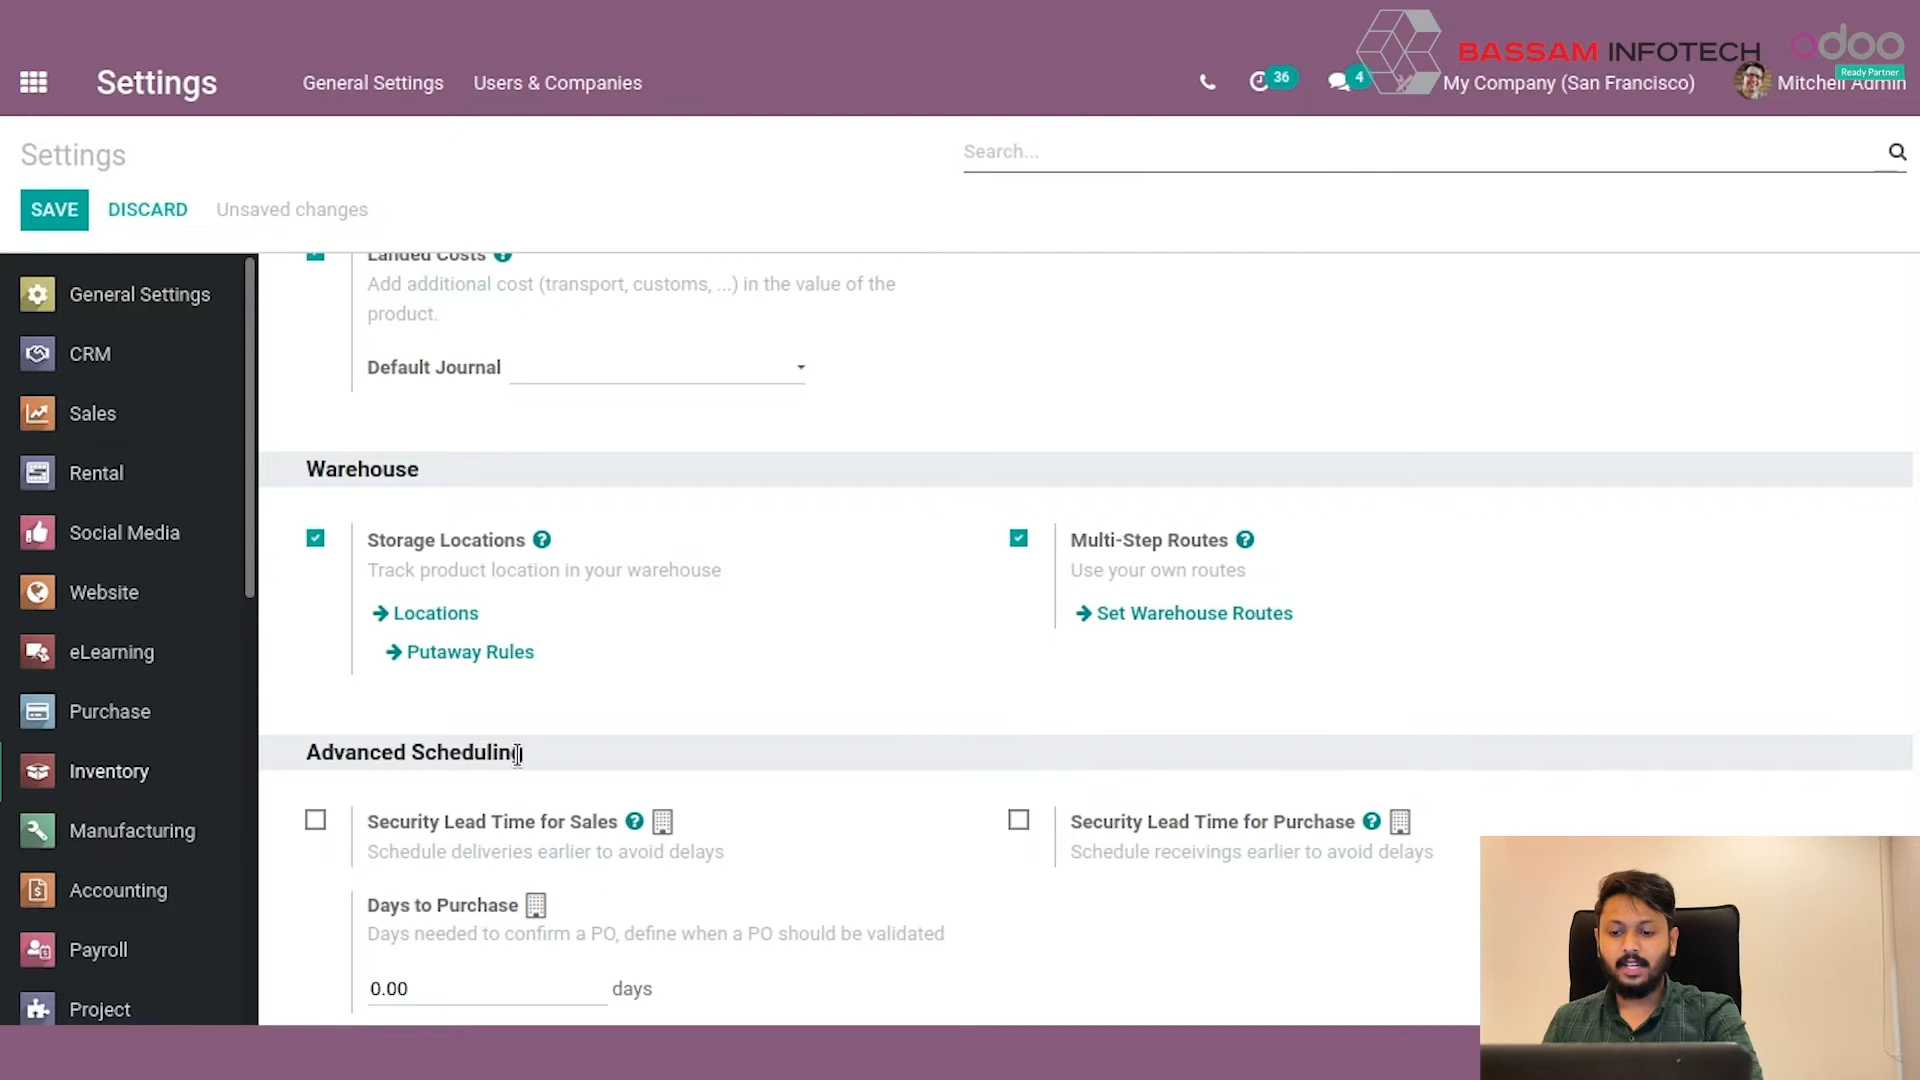 BASSAM INFOTECH
odoo
Ready Partner
Settings
General Settings
Users & Companies
36
4
My Company (San Francisco)
Mitchell Admin
Settings
Search...
SAVE
DISCARD
Unsaved changes
General Settings
CRM
Sales
Rental
Social Media
Website
eLearning
Purchase
Inventory
Manufacturing
Accounting
Payroll
Project
Landed Costs
Add additional cost (transport, customs, ...) in the value of the
product.
Default Journal
Warehouse
Storage Locations
Track product location in your warehouse
Locations
Putaway Rules
Multi-Step Routes
Use your own routes
Set Warehouse Routes
Advanced Scheduling
Security Lead Time for Sales
Schedule deliveries earlier to avoid delays
Security Lead Time for Purchase
Schedule receivings earlier to avoid delays
Days to Purchase
Days needed to confirm a PO, define when a PO should be validated
0.00 days